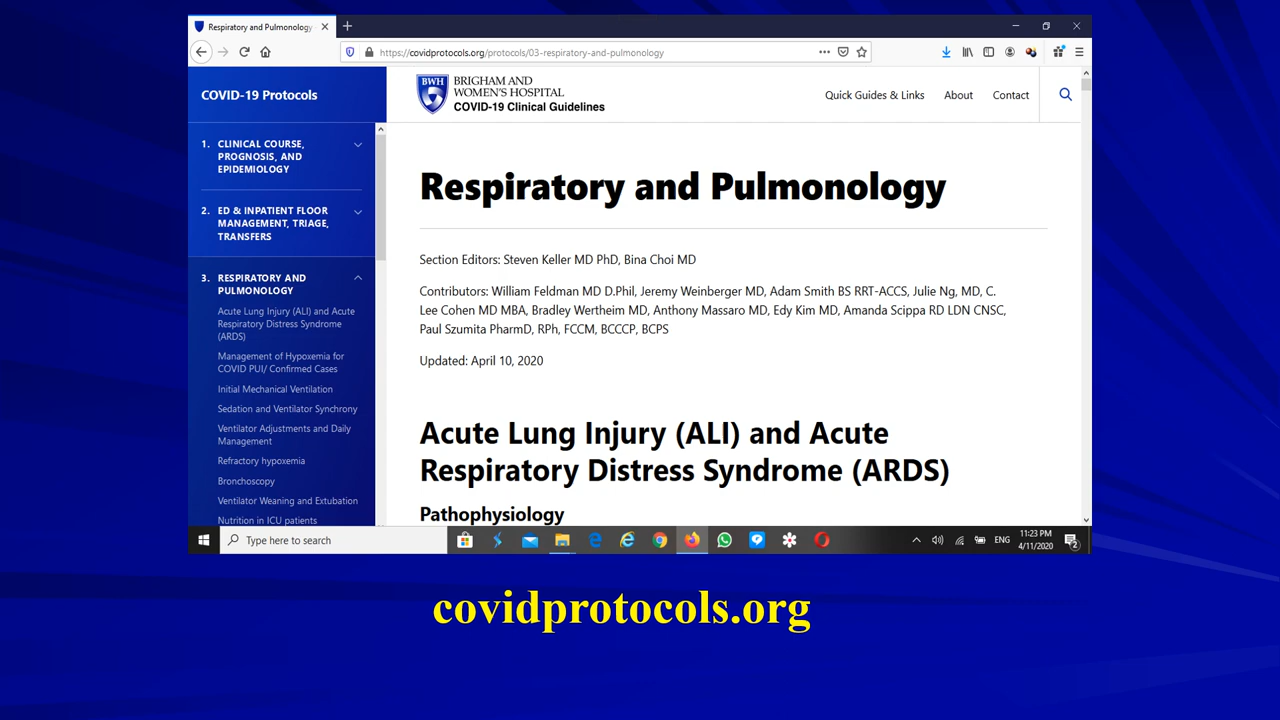 Respiratory and Pulmonology
https://covidprotocols.org/protocols/03-respiratory-and-pulmonology
COVID-19 Protocols
BWH
BRIGHAM AND
WOMEN'S HOSPITAL
COVID-19 Clinical Guidelines
Quick Guides & Links
About
Contact
1. CLINICAL COURSE,
PROGNOSIS, AND
EPIDEMIOLOGY
2. ED & INPATIENT FLOOR
MANAGEMENT, TRIAGE,
TRANSFERS
3. RESPIRATORY AND
PULMONOLOGY
Acute Lung Injury (ALI) and Acute
Respiratory Distress Syndrome
(ARDS)
Management of Hypoxemia for
COVID PUI/ Confirmed Cases
Initial Mechanical Ventilation
Sedation and Ventilator Synchrony
Ventilator Adjustments and Daily
Management
Refractory hypoxemia
Bronchoscopy
Ventilator Weaning and Extubation
Nutrition in ICU patients
Respiratory and Pulmonology
Section Editors: Steven Keller MD PhD, Bina Choi MD
Contributors: William Feldman MD D.Phil, Jeremy Weinberger MD, Adam Smith BS RRT-ACCS, Julie Ng, MD, C.
Lee Cohen MD MBA, Bradley Wertheim MD, Anthony Massaro MD, Edy Kim MD, Amanda Scippa RD LDN CNSC,
Paul Szumita PharmD, RPh, FCCM, BCCCP, BCPS
Updated: April 10, 2020
Acute Lung Injury (ALI) and Acute
Respiratory Distress Syndrome (ARDS)
Pathophysiology
Type here to search
ENG
11:23 PM
4/11/2020
2
covidprotocols.org